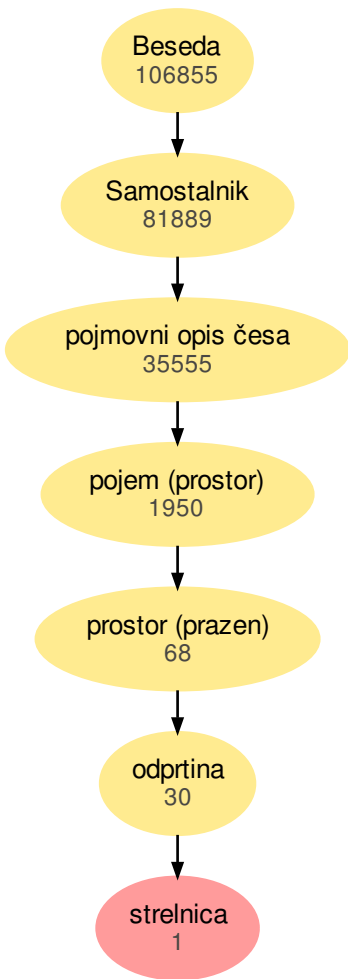 Beseda
106855
Samostalnik
81889
pojmovni opis česa
35555
pojem (prostor)
1950
prostor (prazen)
68
odprtina
30
strelnica
1